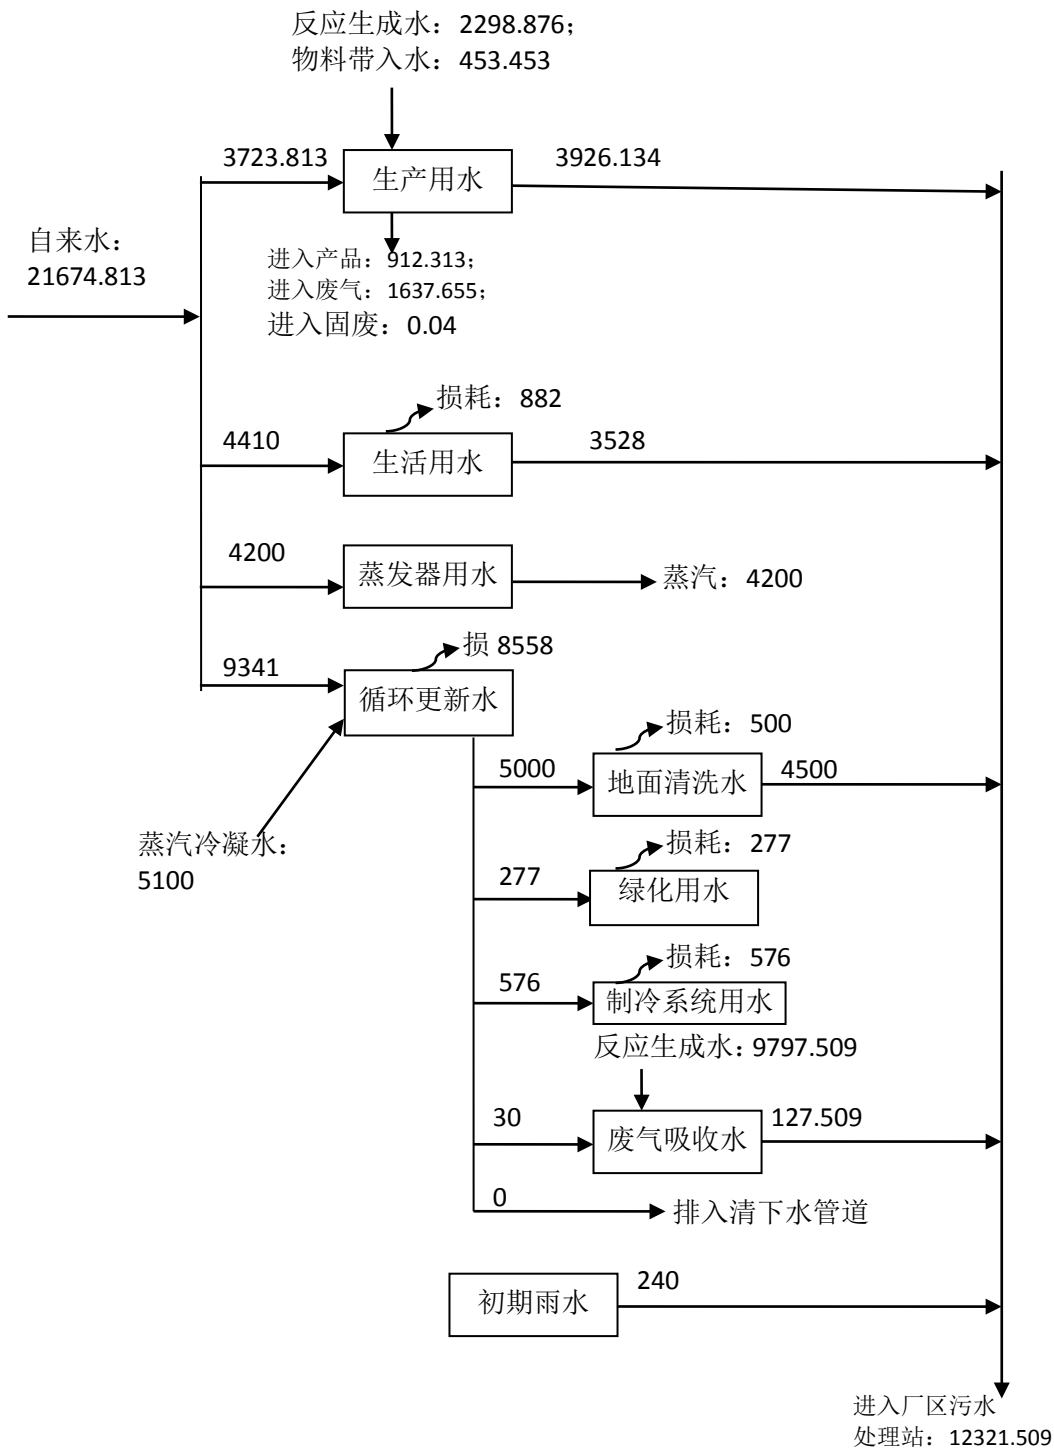 反应生成水：2298.876；
物料带入水：453.453
3723.813
生产用水
3926.134
自来水：
21674.813
进入产品：912.313；
进入废气：1637.655；
进入固废：0.04
损耗：882
4410
生活用水
3528
4200
蒸发器用水
蒸汽：4200
损 8558
9341
循环更新水
损耗：500
5000
地面清洗水
4500
蒸汽冷凝水：
5100
损耗：277
277
绿化用水
损耗：576
576
制冷系统用水
反应生成水：9797.509
30
废气吸收水
127.509
0
排入清下水管道
初期雨水
240
进入厂区污水
处理站：12321.509